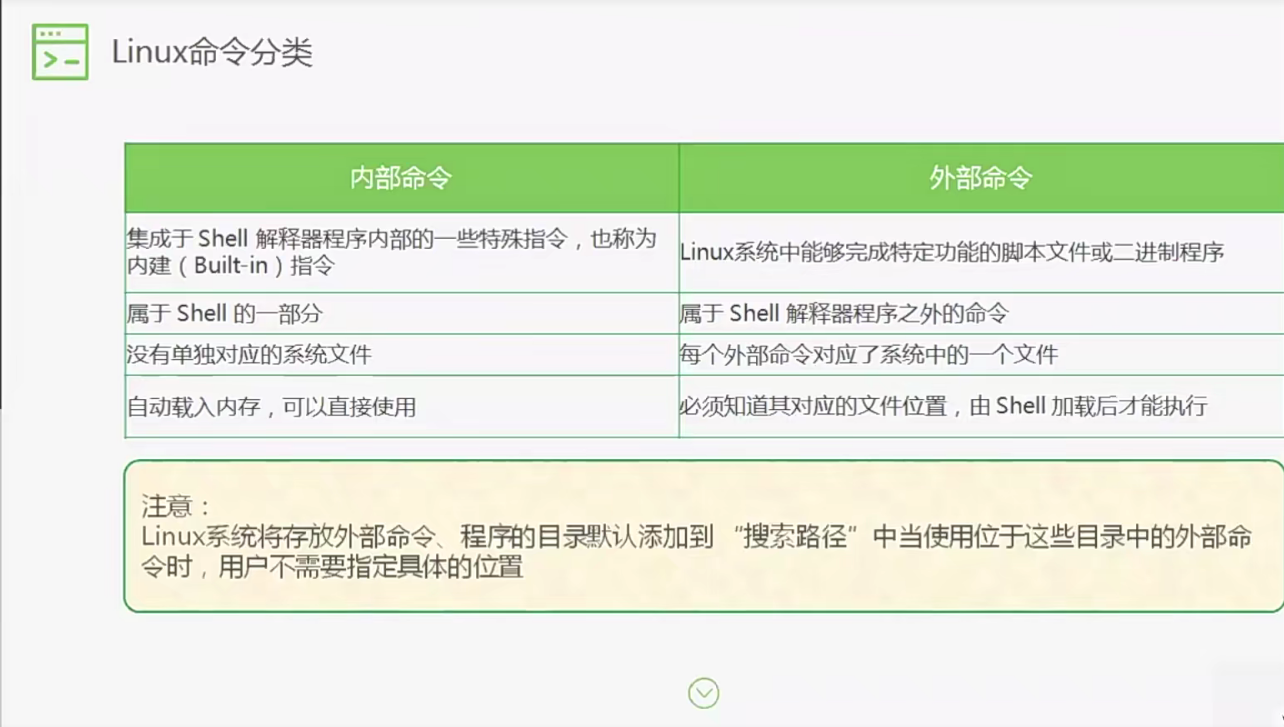 Linux命令分类
内部命令
外部命令
集成于 Shell 解释器程序内部的一些特殊指令，也称为
内建（Built-in）指令
Linux系统中能够完成特定功能的脚本文件或二进制程序
属于 Shell 的一部分
属于 Shell 解释器程序之外的命令
没有单独对应的系统文件
每个外部命令对应了系统中的一个文件
自动载入内存，可以直接使用
必须知道其对应的文件位置，由 Shell 加载后才能执行
注意：
Linux系统将存放外部命令、程序的目录默认添加到 “搜索路径”中当使用位于这些目录中的外部命
令时，用户不需要指定具体的位置